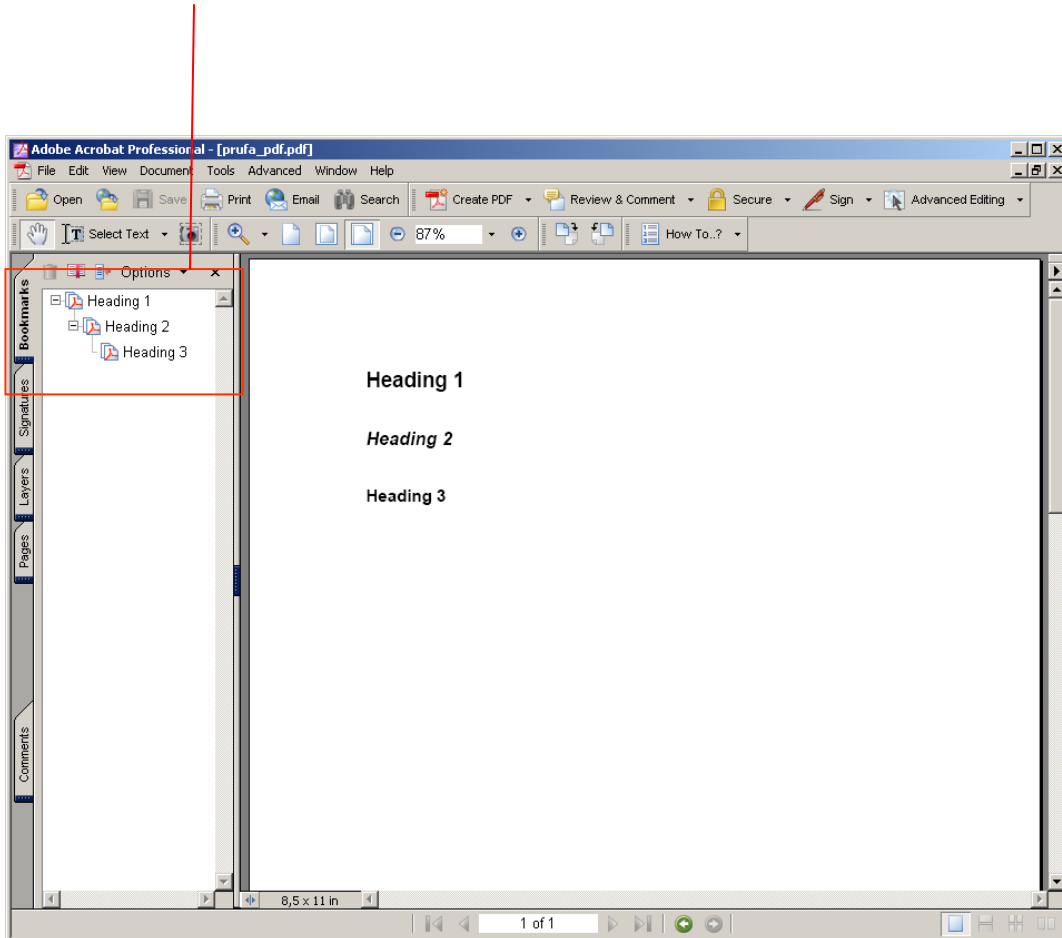 Adobe Acrobat Professional - [prufa_pdf.pdf]
File Edit View Document Tools Advanced Window Help
Open Save Print Email Search Create PDF Review & Comment Secure Sign Advanced Editing
Select Text 87% How To..?
Options
Bookmarks
Heading 1
Heading 2
Heading 3
Signatures
Layers
Pages
Comments
Heading 1
Heading 2
Heading 3
8,5 x 11 in
1 of 1